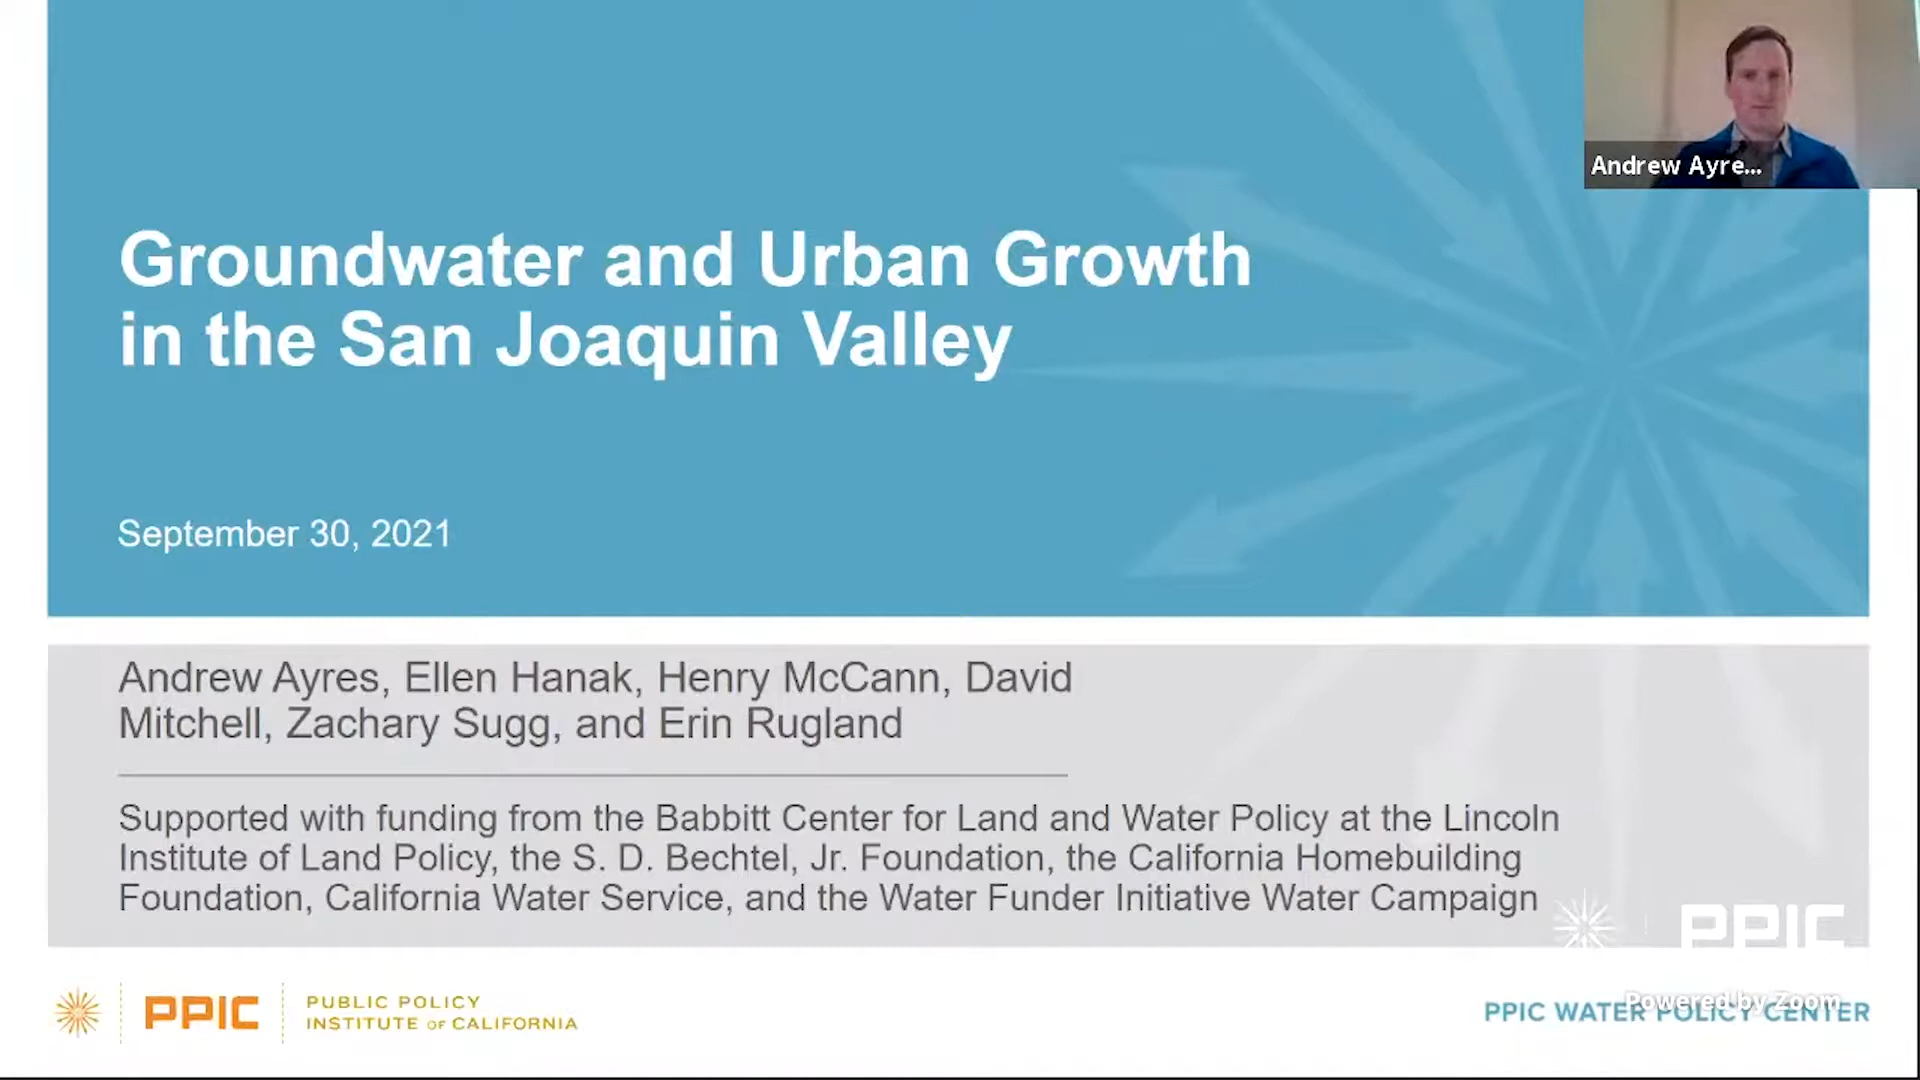 Andrew Ayre...
Groundwater and Urban Growth
in the San Joaquin Valley
September 30, 2021
Andrew Ayres, Ellen Hanak, Henry McCann, David
Mitchell, Zachary Sugg, and Erin Rugland
Supported with funding from the Babbitt Center for Land and Water Policy at the Lincoln
Institute of Land Policy, the S. D. Bechtel, Jr. Foundation, the California Homebuilding
Foundation, California Water Service, and the Water Funder Initiative Water Campaign
PPIC
PPIC
PUBLIC POLICY
INSTITUTE OF CALIFORNIA
Powered by Zoom
PPIC WATER POLICY CENTER